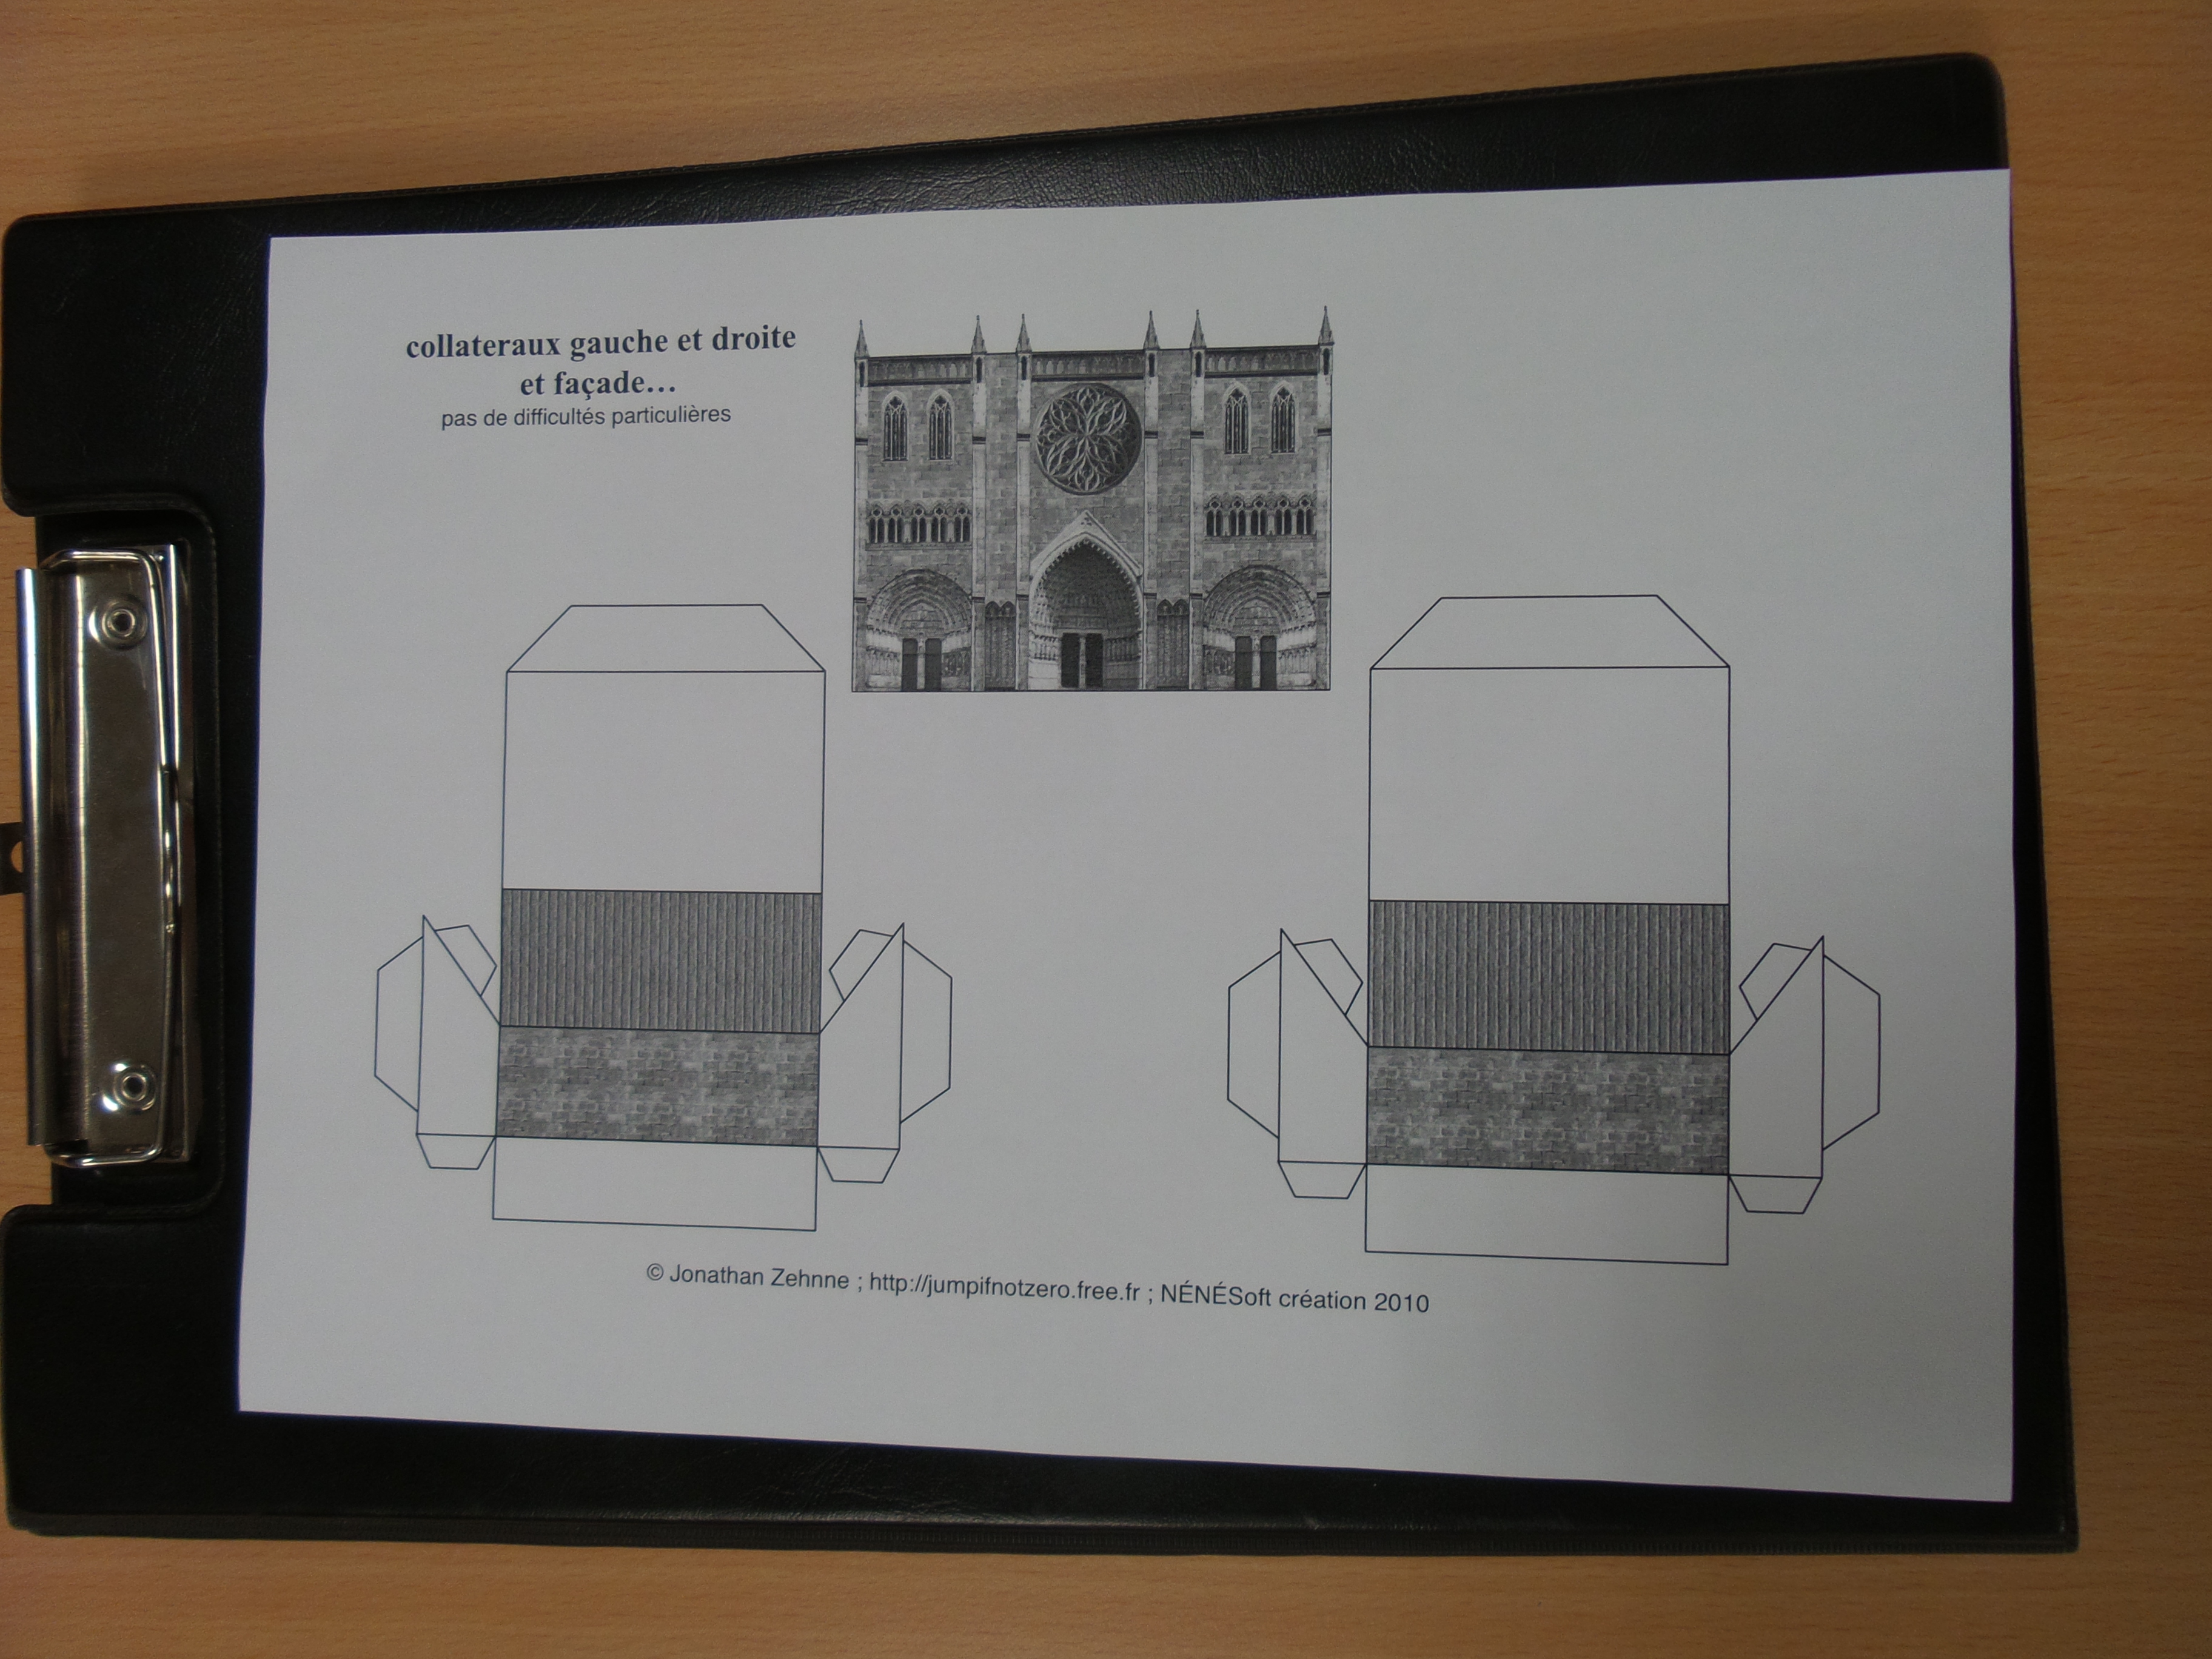 collateraux gauche et droite
et façade...
pas de difficultés particulières
© Jonathan Zehnne ; http://jumpifnotzero.free.fr ; NÉNÉSoft création 2010